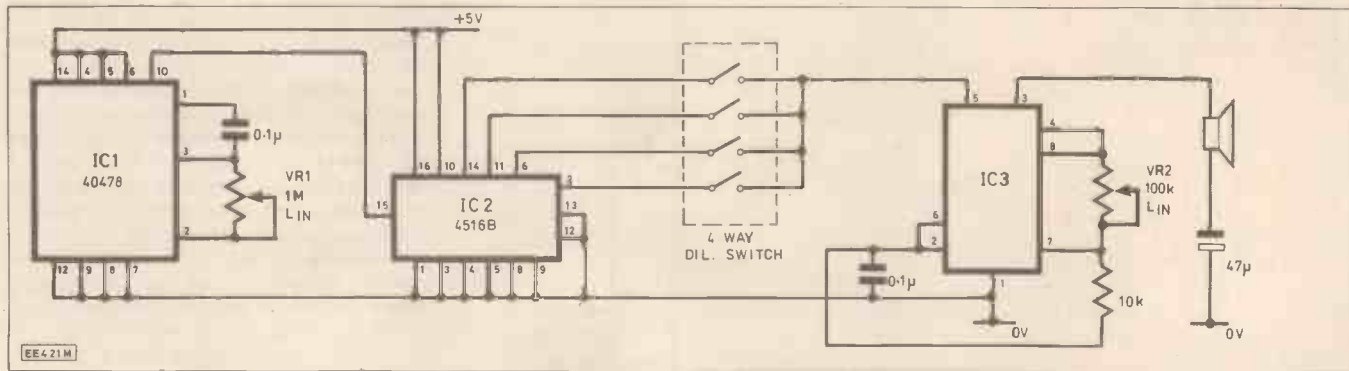 +5V
14 4 5 6 10
1
3
2
0·1µ
VR1
1M
L IN
IC1
40478
12 9 8 7
16 10 14 11 6
3
13
12
15
IC2
4516B
1 3 4 5 8 9
4 WAY
DIL. SWITCH
5 3
4
8
IC3
6
2
7
1
VR2
100k
L IN
0·1µ
10k
0V
47µ
0V
EE421M